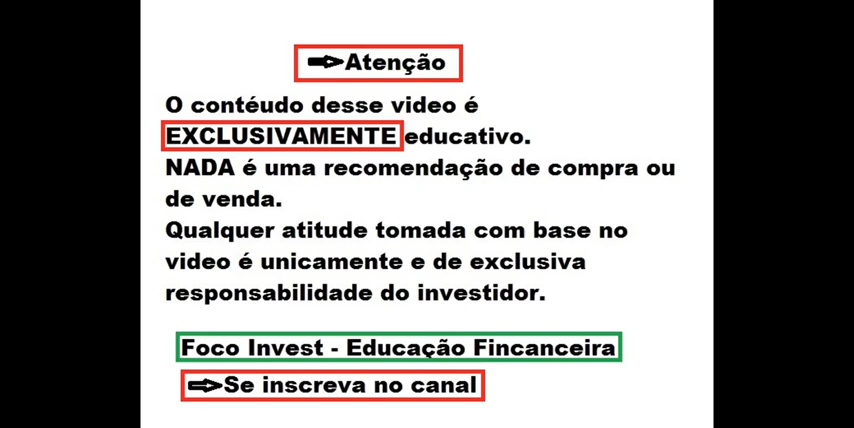 Atenção
O contéudo desse video é
EXCLUSIVAMENTE educativo.
NADA é uma recomendação de compra ou
de venda.
Qualquer atitude tomada com base no
video é unicamente e de exclusiva
responsabilidade do investidor.
Foco Invest - Educação Fincanceira
Se inscreva no canal